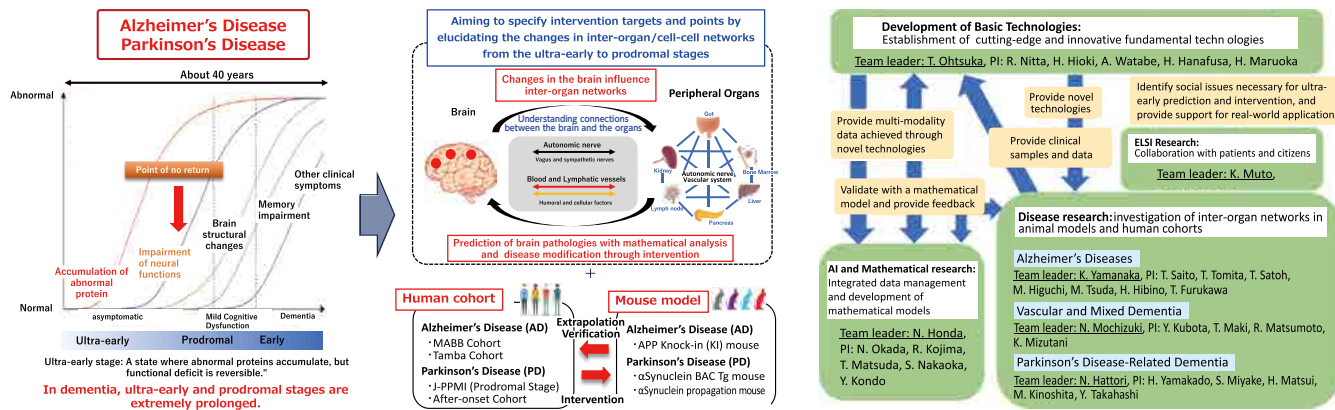 Alzheimer's Disease
Parkinson's Disease
About 40 years
Abnormal
Point of no return
Other clinical
symptoms
Memory
impairment
Brain
structural
changes
Impairment
of neural
functions
Accumulation of
abnormal
protein
Normal
asymptomatic
Mild Cognitive
Dysfunction
Dementia
Ultra-early
Prodromal
Early
Ultra-early stage: A state where abnormal proteins accumulate, but
functional deficit is reversible."
In dementia, ultra-early and prodromal stages are
extremely prolonged.
Aiming to specify intervention targets and points by
elucidating the changes in inter-organ/cell-cell networks
from the ultra-early to prodromal stages
Changes in the brain influence
inter-organ networks
Brain
Peripheral Organs
Understanding connections
between the brain and the organs
Autonomic nerve
Vagus and sympathetic nerves
Blood and Lymphatic vessels
Humoral and cellular factors
Gut
Kidney
Bone Marrow
Autonomic nerve,
Vascular system
Lymph node
Liver
Pancreas
Prediction of brain pathologies with mathematical analysis
and disease modification through intervention
+
Human cohort
Alzheimer's Disease (AD)
・MABB Cohort
・Tamba Cohort
Parkinson's Disease (PD)
・J-PPMI (Prodromal Stage)
・After-onset Cohort
Extrapolation
Verification
Intervention
Mouse model
Alzheimer's Disease (AD)
・APP Knock-in (KI) mouse
Parkinson's Disease (PD)
・αSynuclein BAC Tg mouse
・αSynuclein propagation mouse
Development of Basic Technologies:
Establishment of cutting-edge and innovative fundamental techn ologies
Team leader: T. Ohtsuka, PI: R. Nitta, H. Hioki, A. Watabe, H. Hanafusa, H. Maruoka
Provide multi-modality
data achieved through
novel technologies
Validate with a mathematical
model and provide feedback
Provide novel
technologies
Provide clinical
samples and data
Identify social issues necessary for ultra-
early prediction and intervention, and
provide support for real-world application
ELSI Research:
Collaboration with patients and citizens
Team leader: K. Muto,
AI and Mathematical research:
Integrated data management
and development of
mathematical models
Team leader: N. Honda,
PI: N. Okada, R. Kojima,
T. Matsuda, S. Nakaoka,
Y. Kondo
Disease research: investigation of inter-organ networks in
animal models and human cohorts
Alzheimer's Diseases
Team leader: K. Yamanaka, PI: T. Saito, T. Tomita, T. Satoh,
M. Higuchi, M. Tsuda, H. Hibino, T. Furukawa
Vascular and Mixed Dementia
Team leader: N. Mochizuki, PI: Y. Kubota, T. Maki, R. Matsumoto,
K. Mizutani
Parkinson's Disease-Related Dementia
Team leader: N. Hattori, PI: H. Yamakado, S. Miyake, H. Matsui,
M. Kinoshita, Y. Takahashi